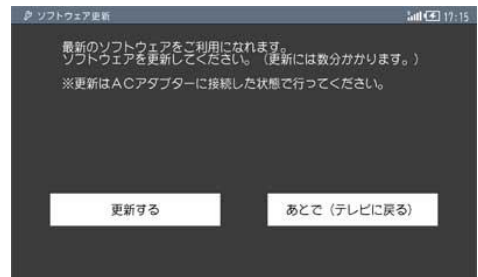 ソフトウェア更新 17:15
最新のソフトウェアをご利用になれます。
ソフトウェアを更新してください。（更新には数分かかります。）
※更新はＡＣアダプターに接続した状態で行ってください。
更新する あとで（テレビに戻る）